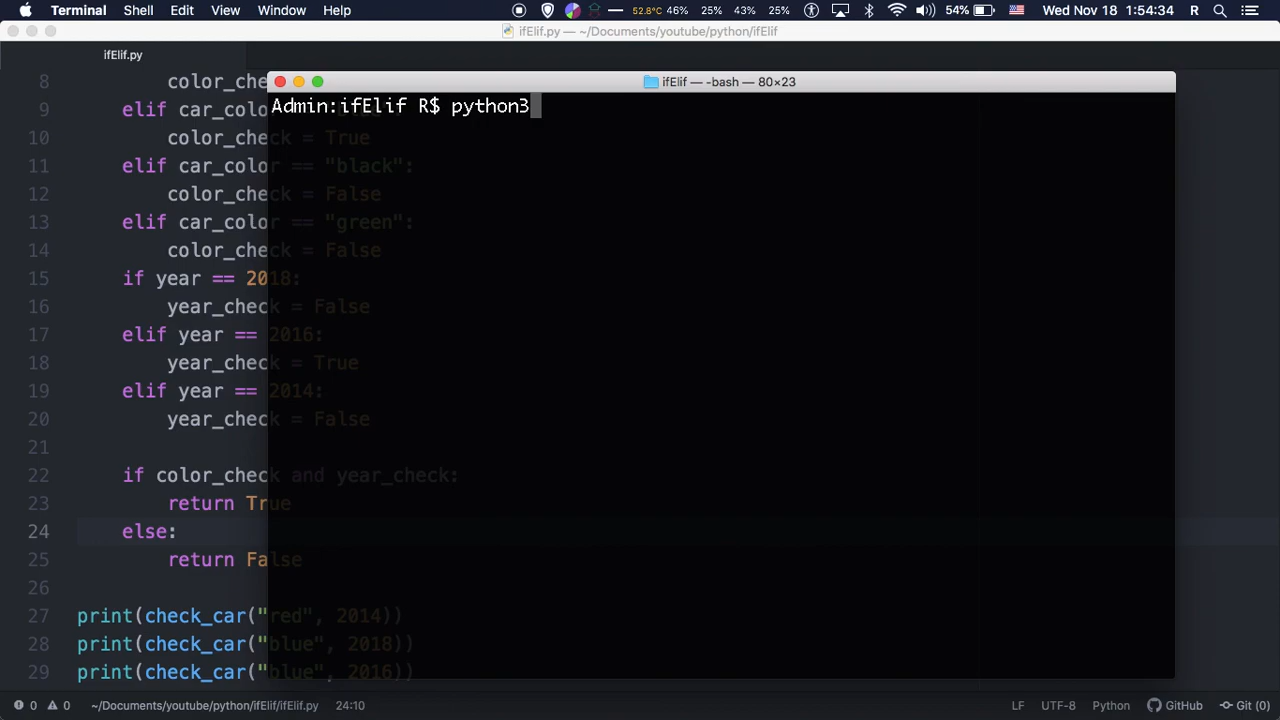 Terminal Shell Edit View Window Help 52.8°C 46% 25% 43% 25% 54% Wed Nov 18 1:54:34 R
ifElif.py — ~/Documents/youtube/python/ifElif
ifElif.py
ifElif — -bash — 80×23
Admin:ifElif R$ python3
8 color_che
9 elif car_colo
10 color_check = True
11 elif car_color == "black":
12 color_check = False
13 elif car_color == "green":
14 color_check = False
15 if year == 2018:
16 year_check = False
17 elif year == 2016:
18 year_check = True
19 elif year == 2014:
20 year_check = False
21
22 if color_check and year_check:
23 return True
24 else:
25 return False
26
27 print(check_car("red", 2014))
28 print(check_car("blue", 2018))
29 print(check_car("blue", 2016))
0 0 ~/Documents/youtube/python/ifElif/ifElif.py 24:10 LF UTF-8 Python GitHub Git (0)